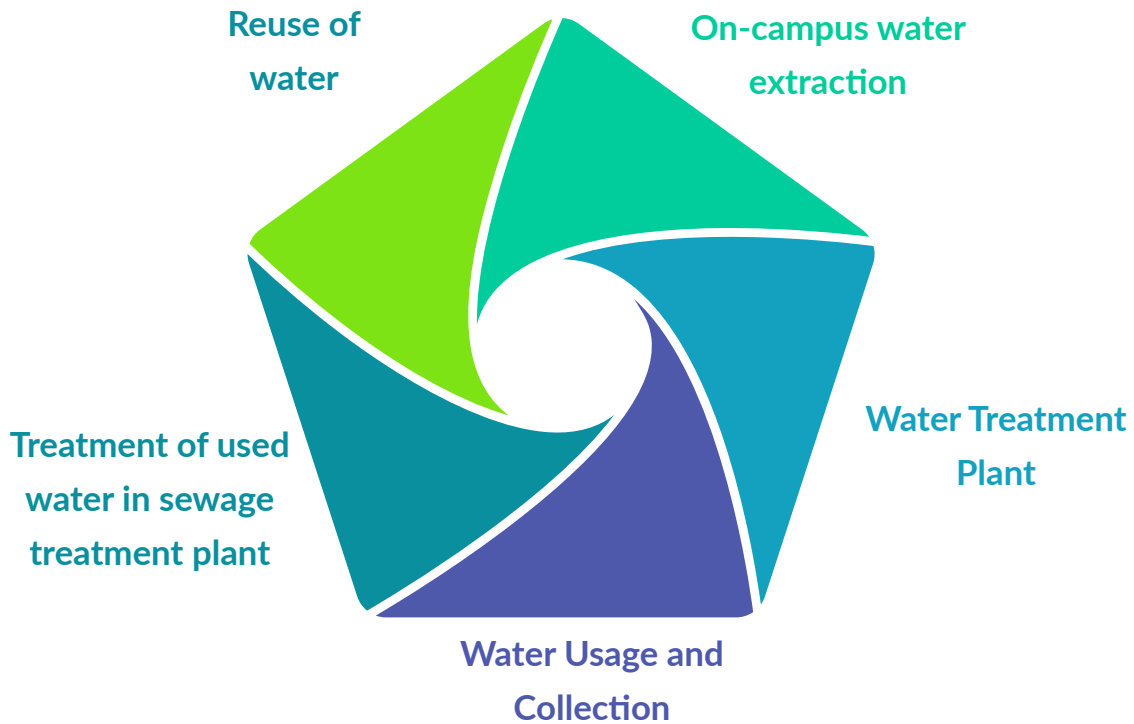 Reuse of
water
On-campus water
extraction
Water Treatment
Plant
Treatment of used
water in sewage
treatment plant
Water Usage and
Collection